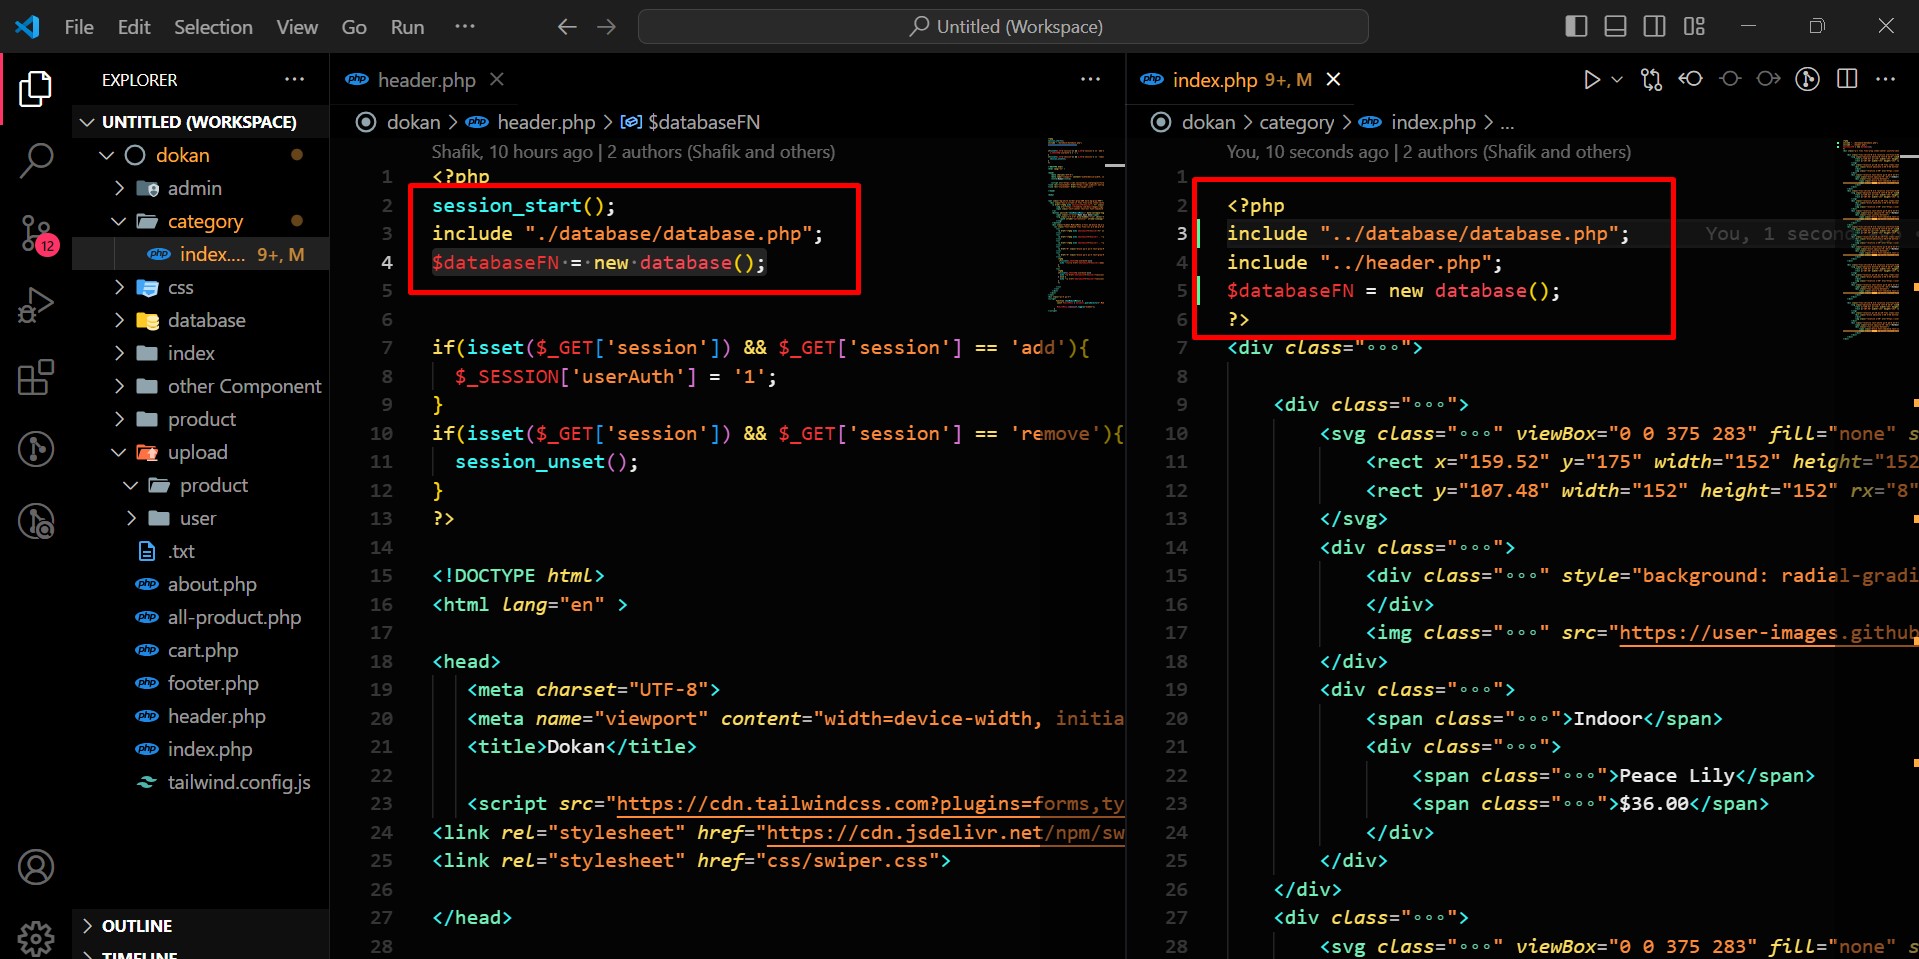 File Edit Selection View Go Run ··· Untitled (Workspace)
EXPLORER ···
UNTITLED (WORKSPACE)
dokan
admin
category
index.... 9+, M
css
database
index
other Component
product
upload
product
user
.txt
about.php
all-product.php
cart.php
footer.php
header.php
index.php
tailwind.config.js
OUTLINE
TIMELINE
12
php header.php
dokan > php header.php > $databaseFN
Shafik, 10 hours ago | 2 authors (Shafik and others)
1 <?php
2 session_start();
3 include "./database/database.php";
4 $databaseFN = new database();
5
6
7 if(isset($_GET['session']) && $_GET['session'] == 'add'){
8 $_SESSION['userAuth'] = '1';
9 }
10 if(isset($_GET['session']) && $_GET['session'] == 'remove'){
11 session_unset();
12 }
13 ?>
14
15 <!DOCTYPE html>
16 <html lang="en" >
17
18 <head>
19 <meta charset="UTF-8">
20 <meta name="viewport" content="width=device-width, initia
21 <title>Dokan</title>
22
23 <script src="https://cdn.tailwindcss.com?plugins=forms,ty
24 <link rel="stylesheet" href="https://cdn.jsdelivr.net/npm/sw
25 <link rel="stylesheet" href="css/swiper.css">
26
27 </head>
28
php index.php 9+, M
dokan > category > php index.php > ...
You, 10 seconds ago | 2 authors (Shafik and others)
1
2 <?php
3 include "../database/database.php"; You, 1 secon
4 include "../header.php";
5 $databaseFN = new database();
6 ?>
7 <div class="∘∘∘">
8
9 <div class="∘∘∘">
10 <svg class="∘∘∘" viewBox="0 0 375 283" fill="none" s
11 <rect x="159.52" y="175" width="152" height="152
12 <rect y="107.48" width="152" height="152" rx="8"
13 </svg>
14 <div class="∘∘∘">
15 <div class="∘∘∘" style="background: radial-gradi
16 </div>
17 <img class="∘∘∘" src="https://user-images.github
18 </div>
19 <div class="∘∘∘">
20 <span class="∘∘∘">Indoor</span>
21 <div class="∘∘∘">
22 <span class="∘∘∘">Peace Lily</span>
23 <span class="∘∘∘">$36.00</span>
24 </div>
25 </div>
26 </div>
27 <div class="∘∘∘">
28 <svg class="∘∘∘" viewBox="0 0 375 283" fill="none" s